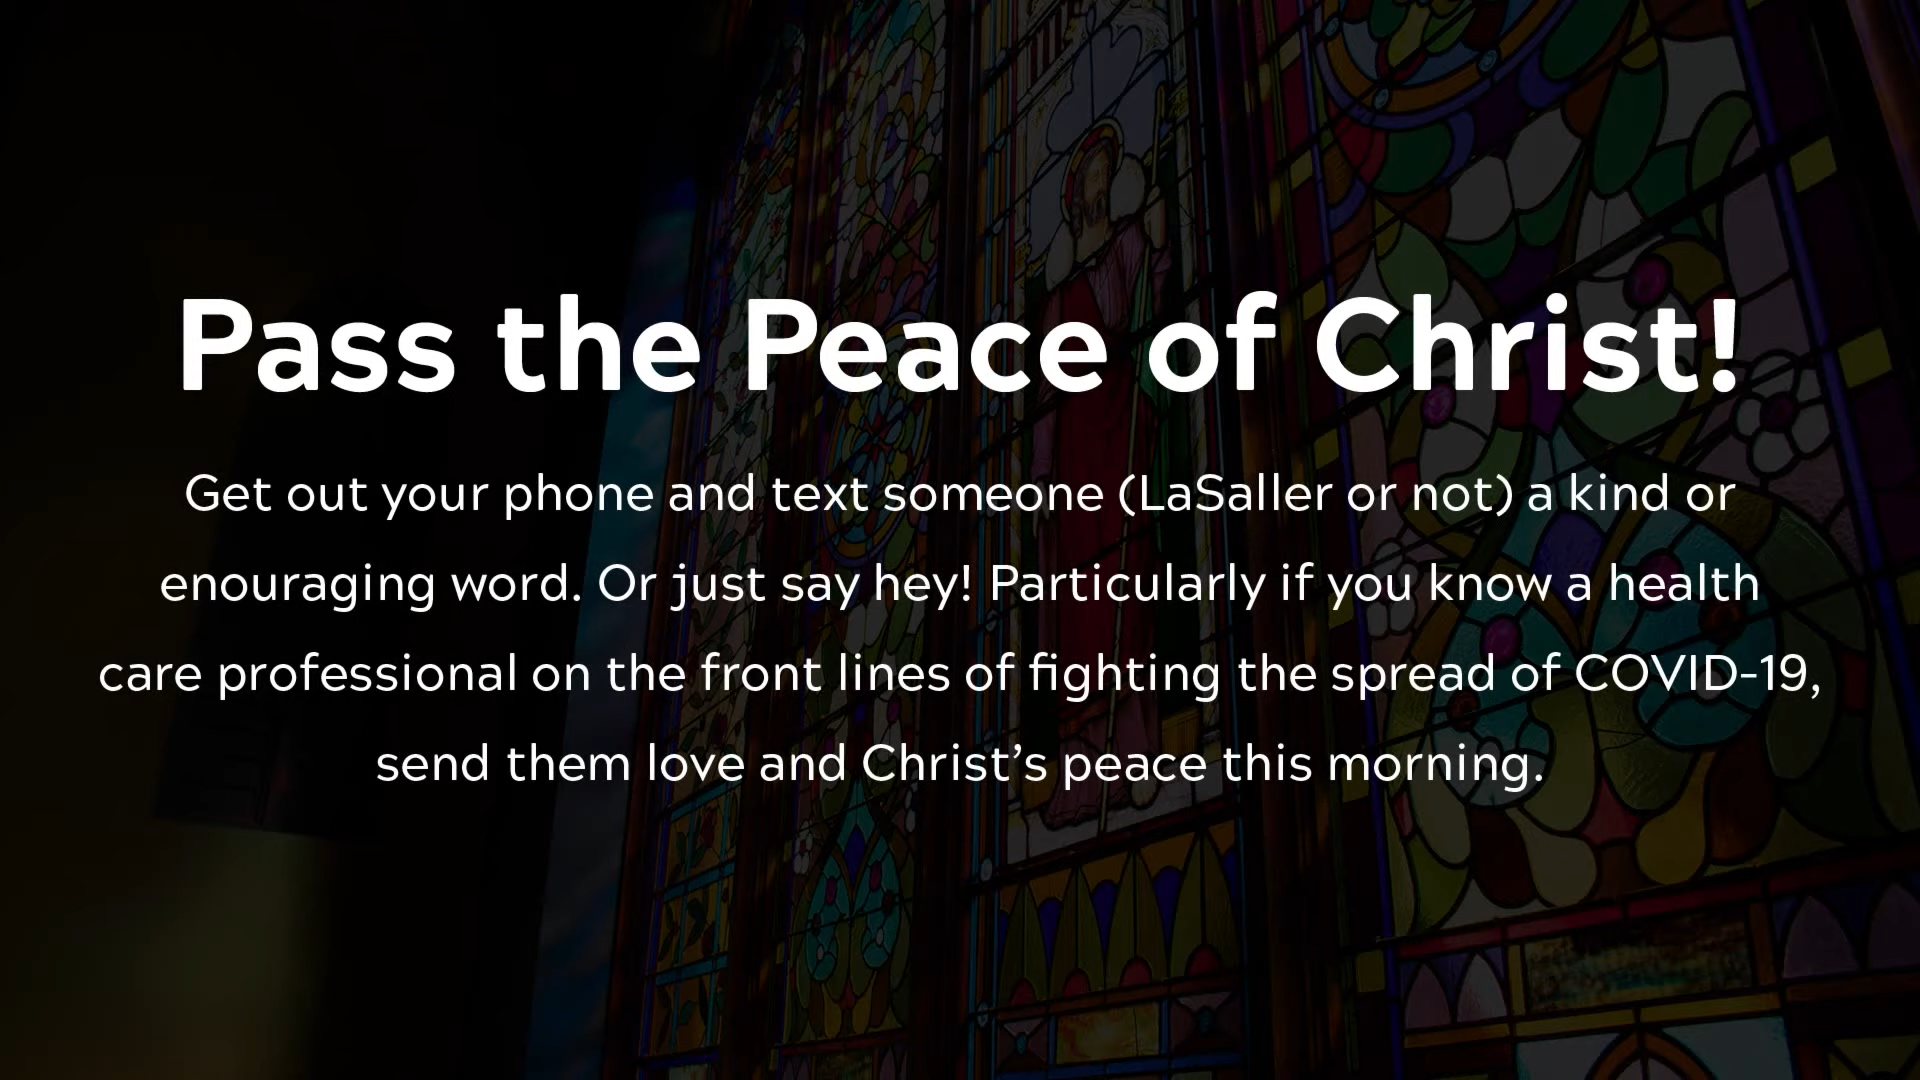 Pass the Peace of Christ!
Get out your phone and text someone (LaSaller or not) a kind or
enouraging word. Or just say hey! Particularly if you know a health
care professional on the front lines of fighting the spread of COVID-19,
send them love and Christ’s peace this morning.